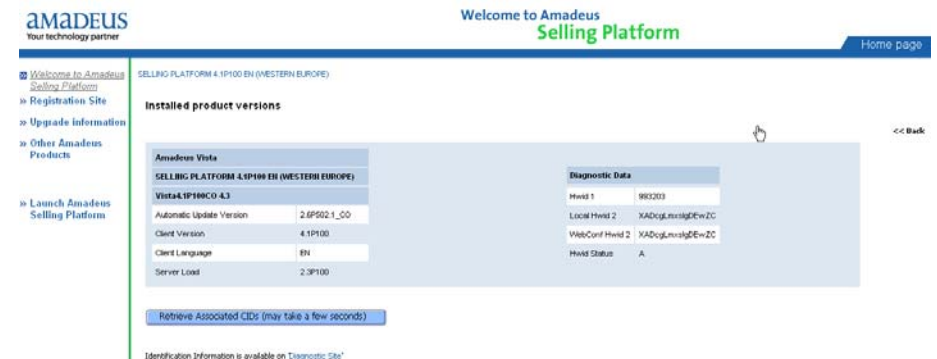 amadeus
Your technology partner
Welcome to Amadeus
Selling Platform
Home page
Welcome to Amadeus
Selling Platform
» Registration Site
» Upgrade information
» Other Amadeus
Products
» Launch Amadeus
Selling Platform
SELLING PLATFORM 4.1P100 EN (WESTERN EUROPE)
Installed product versions
<< Back
Amadeus Vista
SELLING PLATFORM 4.1P100 EN (WESTERN EUROPE)
Vista4.1P100CO 4.3
Automatic Update Version 2.6P502.1_CO
Client Version 4.1P100
Client Language EN
Server Load 2.3P100
Diagnostic Data
Hwid 1 993203
Local Hwid 2
WebConf Hwid 2
Hwid Status A
Retrieve Associated CIDs (may take a few seconds)
Identification Information is available on 'Diagnostic Site'